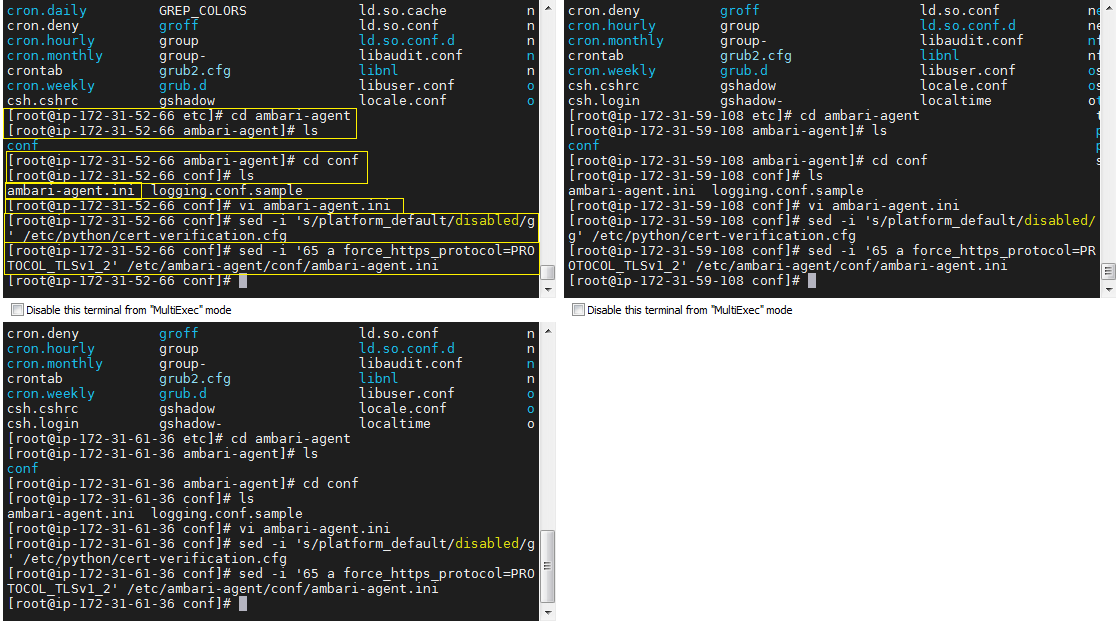 cron.daily GREP_COLORS ld.so.cache n
cron.deny groff ld.so.conf n
cron.hourly group ld.so.conf.d n
cron.monthly group- libaudit.conf n
crontab grub2.cfg libnl n
cron.weekly grub.d libuser.conf o
csh.cshrc gshadow locale.conf o
[root@ip-172-31-52-66 etc]# cd ambari-agent
[root@ip-172-31-52-66 ambari-agent]# ls
conf
[root@ip-172-31-52-66 ambari-agent]# cd conf
[root@ip-172-31-52-66 conf]# ls
ambari-agent.ini logging.conf.sample
[root@ip-172-31-52-66 conf]# vi ambari-agent.ini
[root@ip-172-31-52-66 conf]# sed -i 's/platform_default/disabled/g
' /etc/python/cert-verification.cfg
[root@ip-172-31-52-66 conf]# sed -i '65 a force_https_protocol=PRO
TOCOL_TLSv1_2' /etc/ambari-agent/conf/ambari-agent.ini
[root@ip-172-31-52-66 conf]#
Disable this terminal from "MultiExec" mode
cron.deny groff ld.so.conf ne
cron.hourly group ld.so.conf.d ne
cron.monthly group- libaudit.conf nf
crontab grub2.cfg libnl nf
cron.weekly grub.d libuser.conf os
csh.cshrc gshadow locale.conf os
csh.login gshadow- localtime ot
[root@ip-172-31-59-108 etc]# cd ambari-agent t
[root@ip-172-31-59-108 ambari-agent]# ls p
conf p
[root@ip-172-31-59-108 ambari-agent]# cd conf s
[root@ip-172-31-59-108 conf]# ls
ambari-agent.ini logging.conf.sample
[root@ip-172-31-59-108 conf]# vi ambari-agent.ini
[root@ip-172-31-59-108 conf]# sed -i 's/platform_default/disabled/
g' /etc/python/cert-verification.cfg
[root@ip-172-31-59-108 conf]# sed -i '65 a force_https_protocol=PR
OTOCOL_TLSv1_2' /etc/ambari-agent/conf/ambari-agent.ini
[root@ip-172-31-59-108 conf]#
Disable this terminal from "MultiExec" mode
cron.deny groff ld.so.conf n
cron.hourly group ld.so.conf.d n
cron.monthly group- libaudit.conf n
crontab grub2.cfg libnl n
cron.weekly grub.d libuser.conf o
csh.cshrc gshadow locale.conf o
csh.login gshadow- localtime o
[root@ip-172-31-61-36 etc]# cd ambari-agent
[root@ip-172-31-61-36 ambari-agent]# ls
conf
[root@ip-172-31-61-36 ambari-agent]# cd conf
[root@ip-172-31-61-36 conf]# ls
ambari-agent.ini logging.conf.sample
[root@ip-172-31-61-36 conf]# vi ambari-agent.ini
[root@ip-172-31-61-36 conf]# sed -i 's/platform_default/disabled/g
' /etc/python/cert-verification.cfg
[root@ip-172-31-61-36 conf]# sed -i '65 a force_https_protocol=PRO
TOCOL_TLSv1_2' /etc/ambari-agent/conf/ambari-agent.ini
[root@ip-172-31-61-36 conf]#